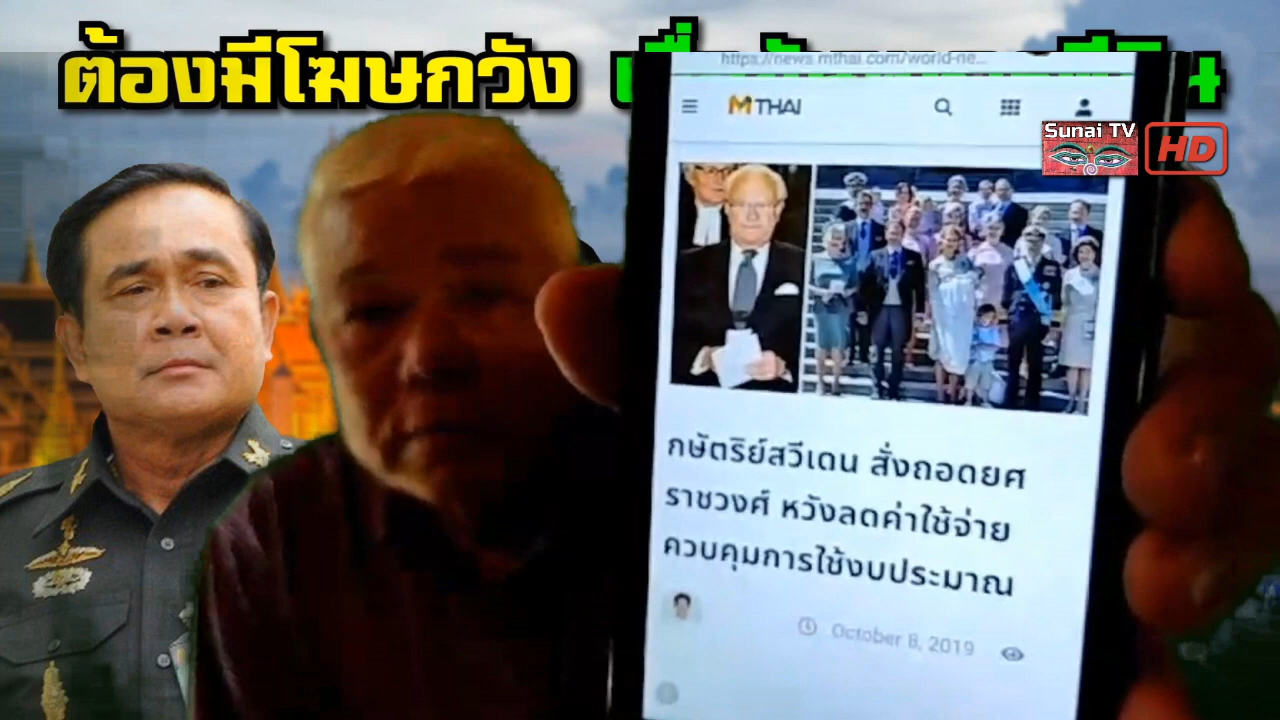 ต้องมีโฆษกวัง
https://news.mthai.com/world-ne...
MTHAI
Sunai TV
HD
กษัตริย์สวีเดน สั่งถอดยศ
ราชวงศ์ หวังลดค่าใช้จ่าย
ควบคุมการใช้งบประมาณ
October 8, 2019